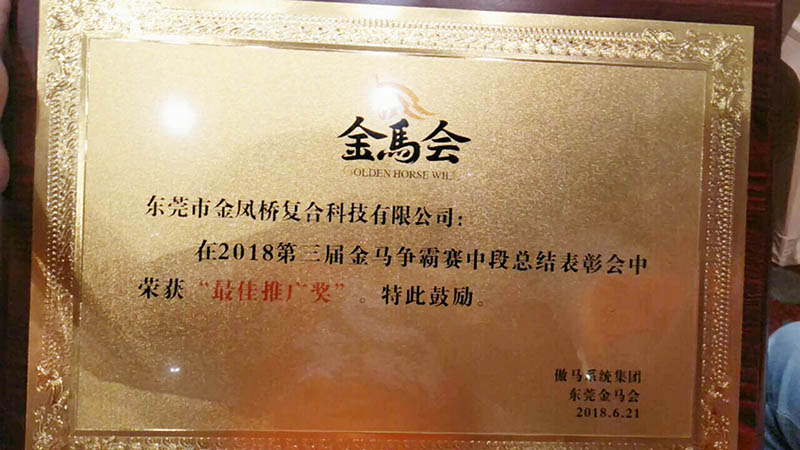 金馬会
GOLDEN HORSE WILL
东莞市金凤桥复合科技有限公司：
在2018第三届金马争霸赛中段总结表彰会中
荣获“最佳推广奖”。特此鼓励。
傲马系统集团
东莞金马会
2018.6.21